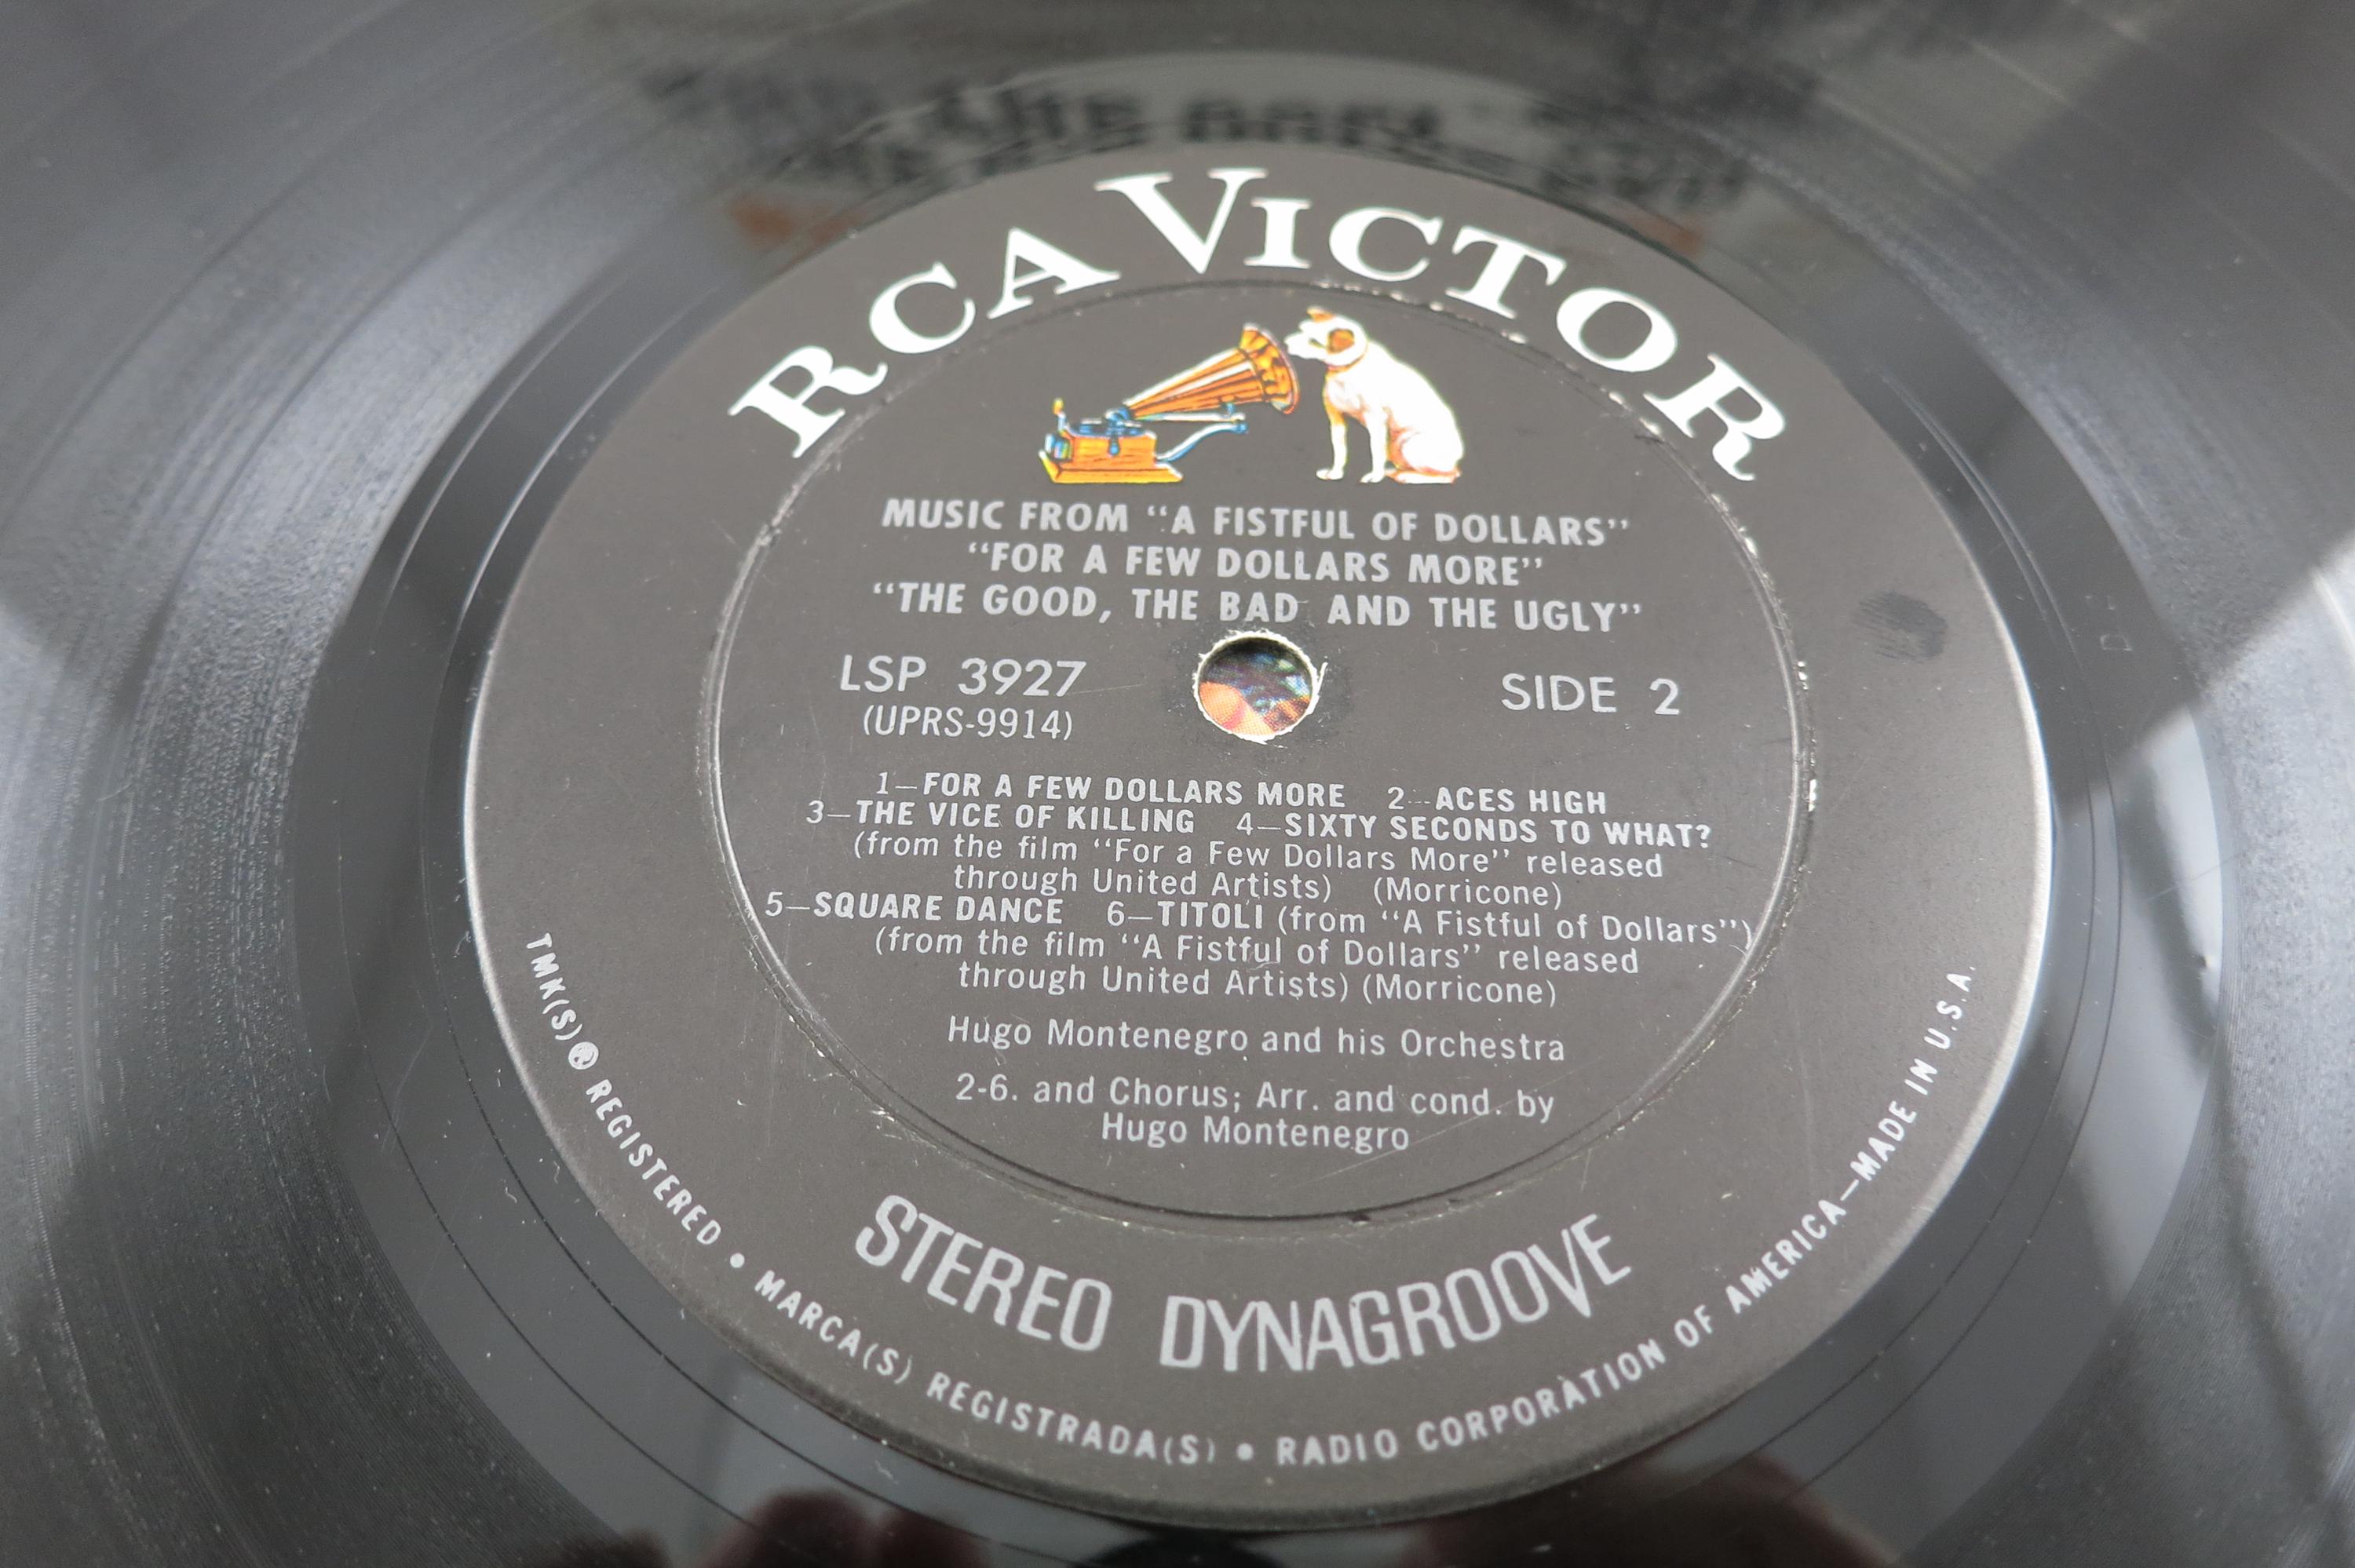 RCA VICTOR
MUSIC FROM “A FISTFUL OF DOLLARS”
“FOR A FEW DOLLARS MORE”
“THE GOOD, THE BAD AND THE UGLY”
LSP 3927
(UPRS-9914)
SIDE 2
1—FOR A FEW DOLLARS MORE 2—ACES HIGH
3—THE VICE OF KILLING 4—SIXTY SECONDS TO WHAT?
(from the film “For a Few Dollars More” released
through United Artists) (Morricone)
5—SQUARE DANCE 6—TITOLI (from “A Fistful of Dollars”)
(from the film “A Fistful of Dollars” released
through United Artists) (Morricone)
Hugo Montenegro and his Orchestra
2-6. and Chorus; Arr. and cond. by
Hugo Montenegro
STEREO DYNAGROOVE
TMK(S) ® REGISTERED • MARCA(S) REGISTRADA(S) • RADIO CORPORATION OF AMERICA—MADE IN U.S.A.